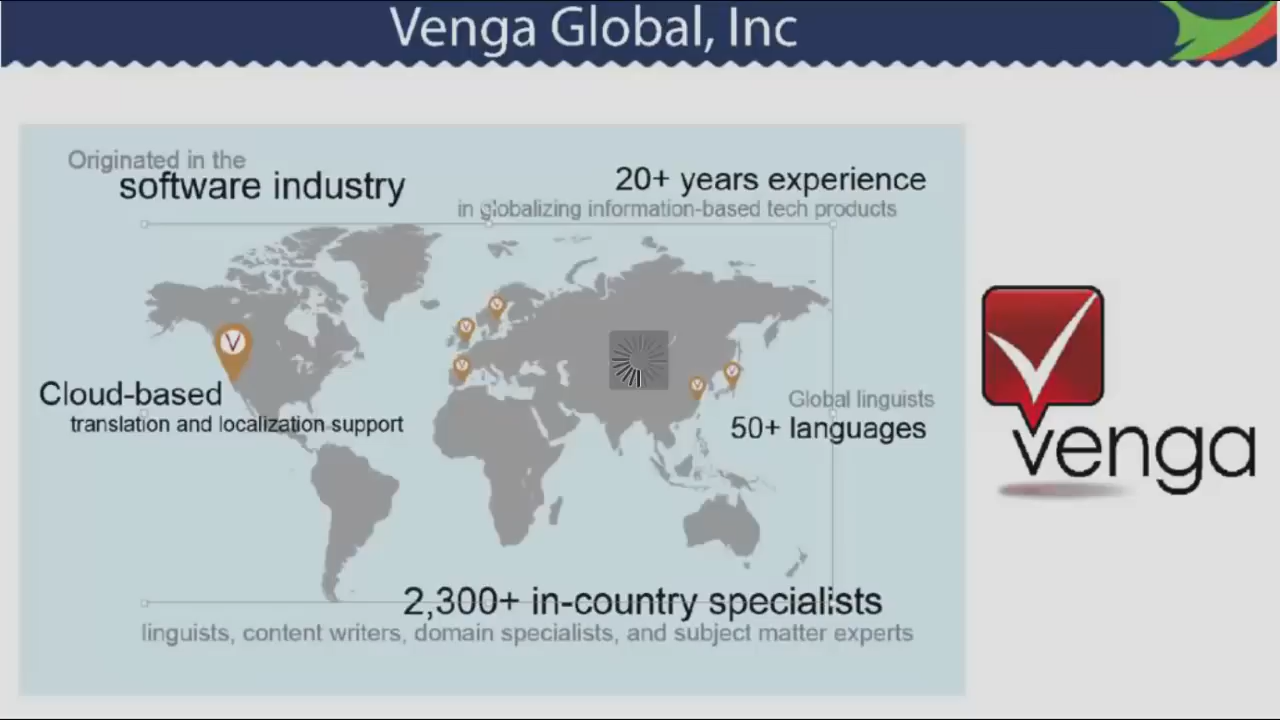 Venga Global, Inc
Originated in the
software industry
20+ years experience
in globalizing information-based tech products
Cloud-based
translation and localization support
Global linguists
50+ languages
venga
2,300+ in-country specialists
linguists, content writers, domain specialists, and subject matter experts